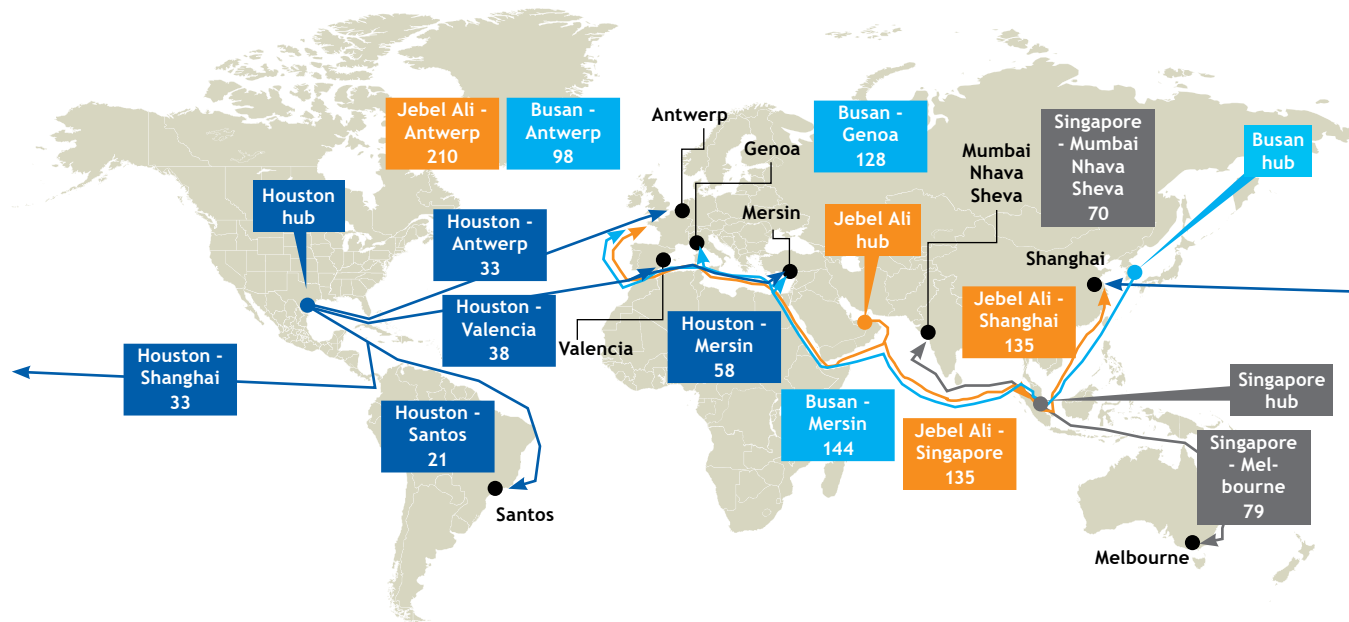 Jebel Ali -
Antwerp
210
Busan -
Antwerp
98
Antwerp
Genoa
Busan -
Genoa
128
Mumbai
Nhava
Sheva
Singapore
- Mumbai
Nhava
Sheva
70
Busan
hub
Houston
hub
Houston -
Antwerp
33
Mersin
Jebel Ali
hub
Shanghai
Houston -
Valencia
38
Valencia
Houston -
Mersin
58
Jebel Ali -
Shanghai
135
Houston -
Shanghai
33
Singapore
hub
Houston -
Santos
21
Busan -
Mersin
144
Jebel Ali -
Singapore
135
Singapore
- Mel-
bourne
79
Santos
Melbourne